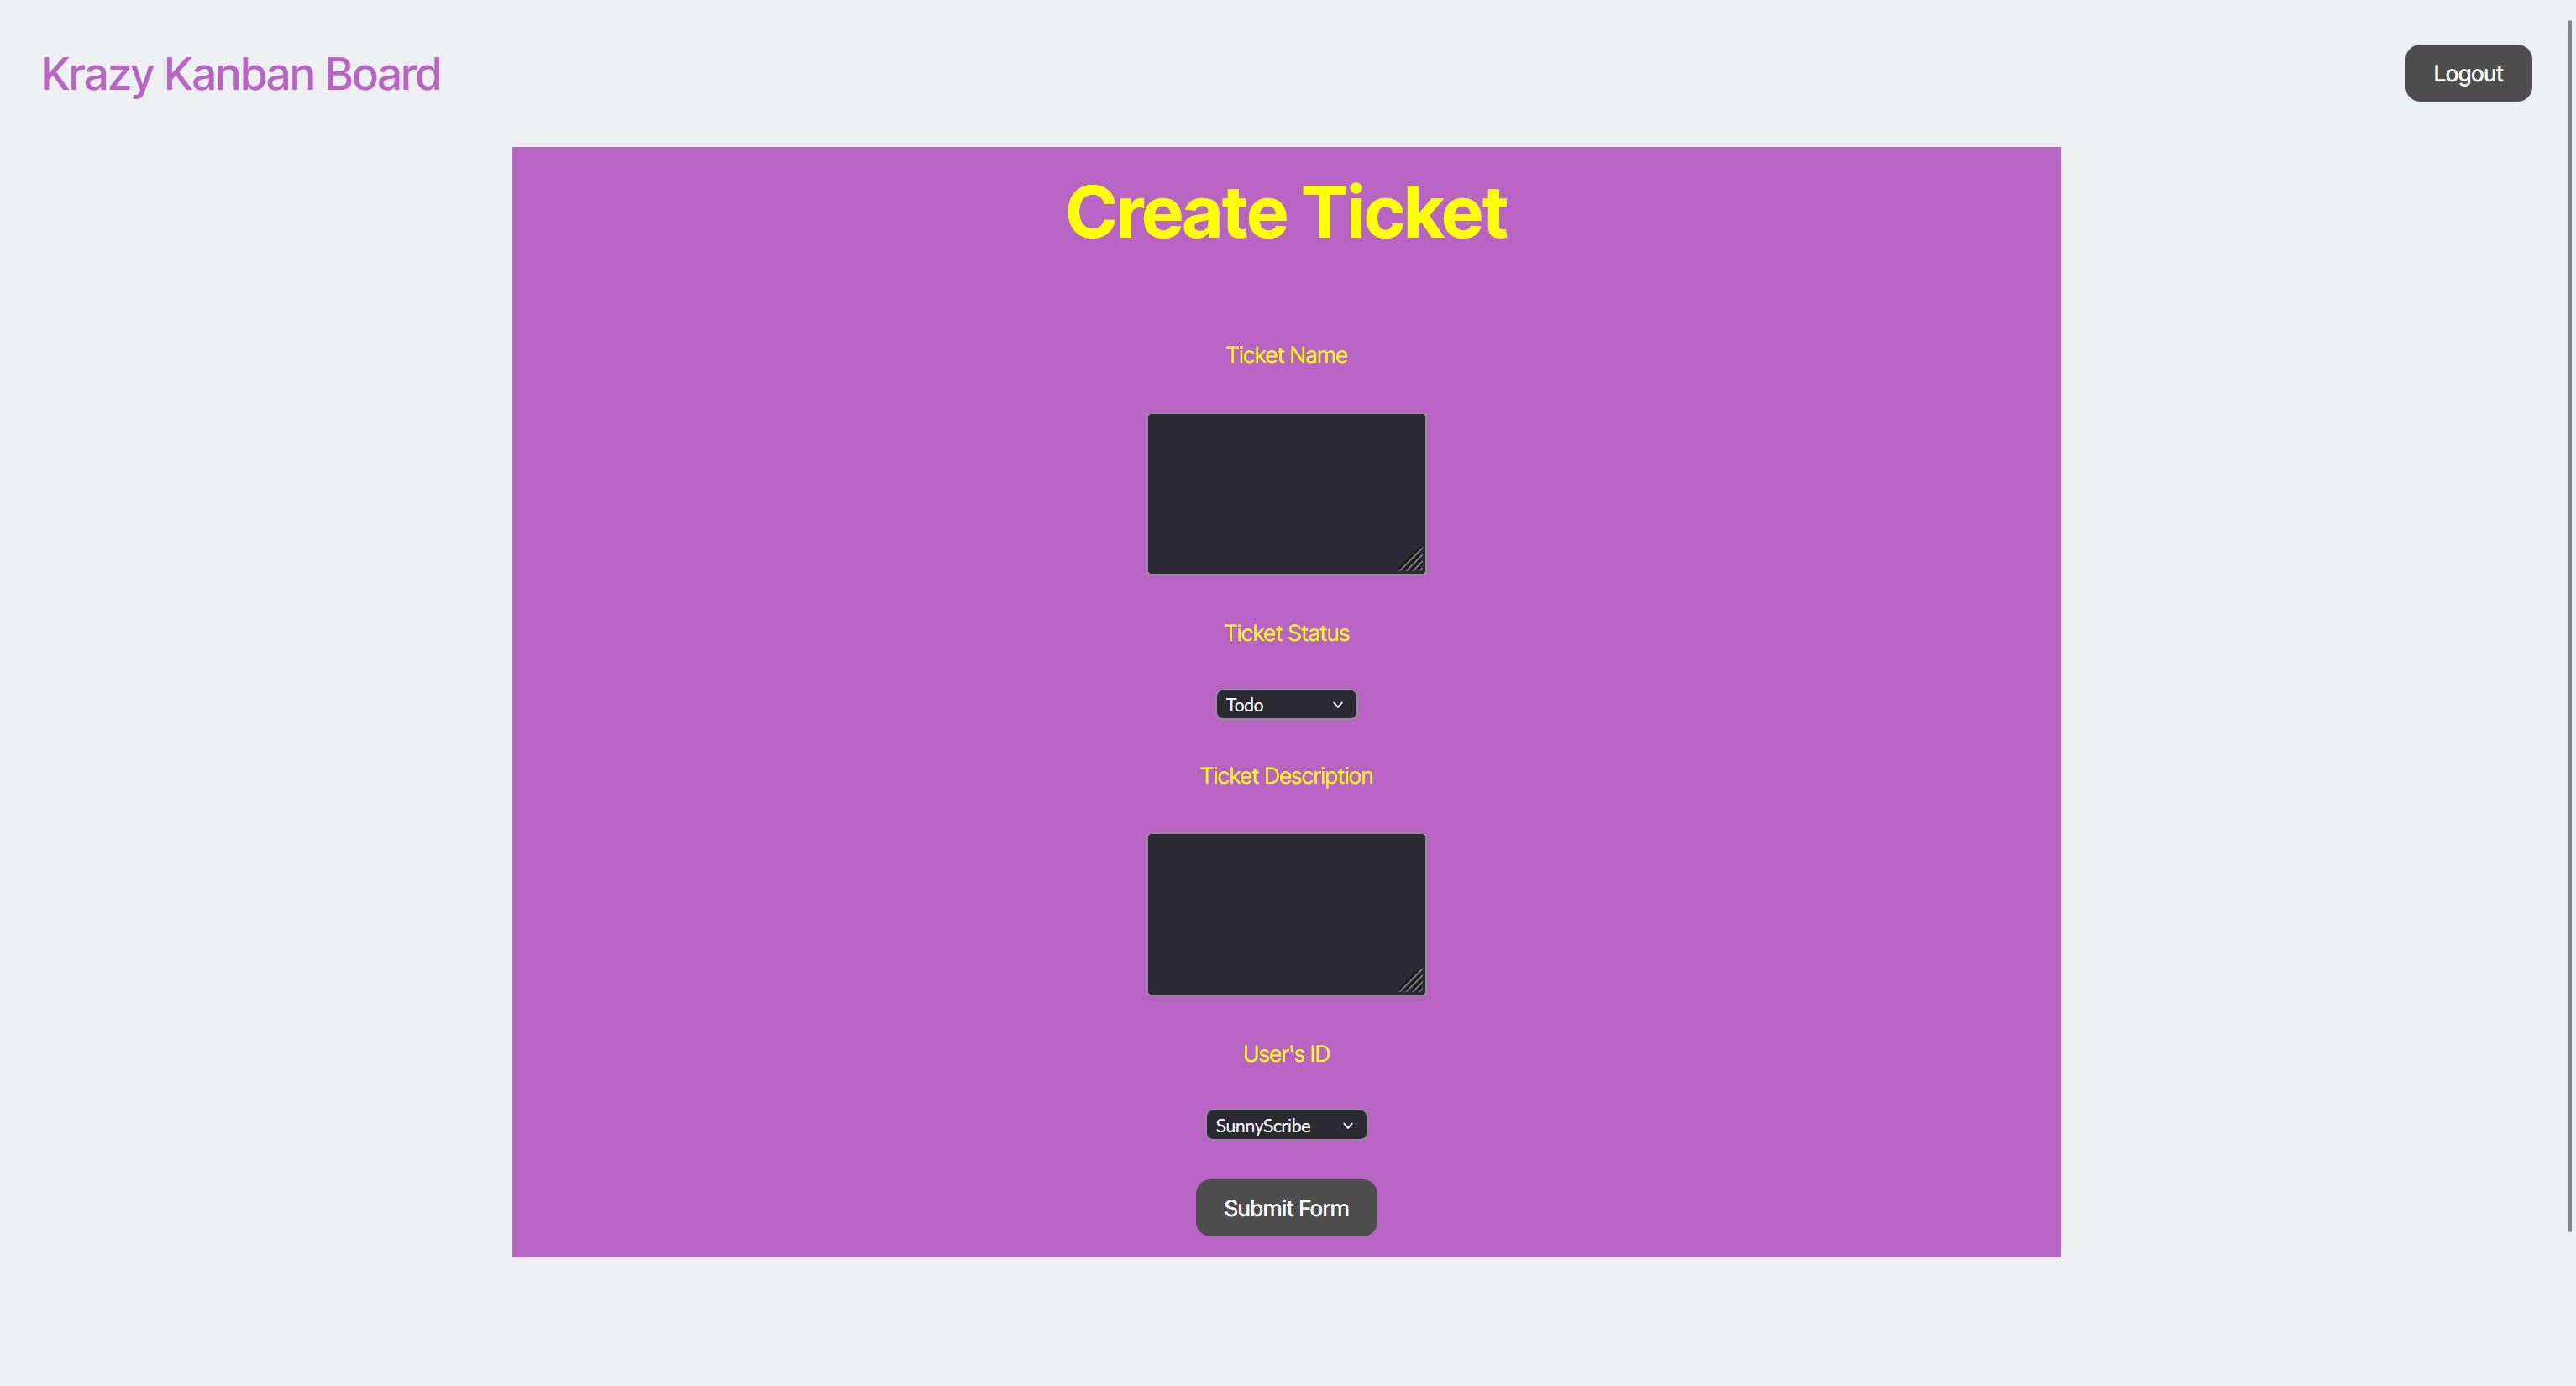 Krazy Kanban Board
Logout
Create Ticket
Ticket Name
Ticket Status
Todo
Ticket Description
User's ID
SunnyScribe
Submit Form